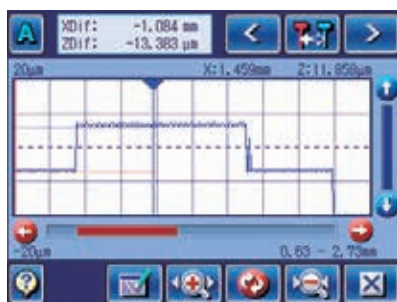 A
XDif: -1.084 mm
ZDif: -13.383 µm
20µm X:1.459mm Z:11.858µm
-20µm 0.63 - 2.73mm